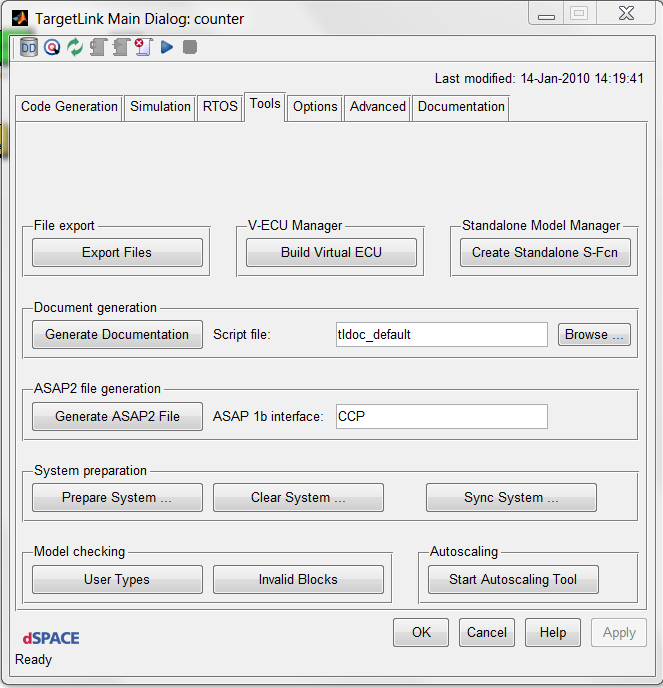 TargetLink Main Dialog: counter
DD
Last modified: 14-Jan-2010 14:19:41
Code Generation Simulation RTOS Tools Options Advanced Documentation
File export V-ECU Manager Standalone Model Manager
Export Files Build Virtual ECU Create Standalone S-Fcn
Document generation
Generate Documentation Script file: tldoc_default Browse ...
ASAP2 file generation
Generate ASAP2 File ASAP 1b interface: CCP
System preparation
Prepare System ... Clear System ... Sync System ...
Model checking Autoscaling
User Types Invalid Blocks Start Autoscaling Tool
OK Cancel Help Apply
dSPACE
Ready